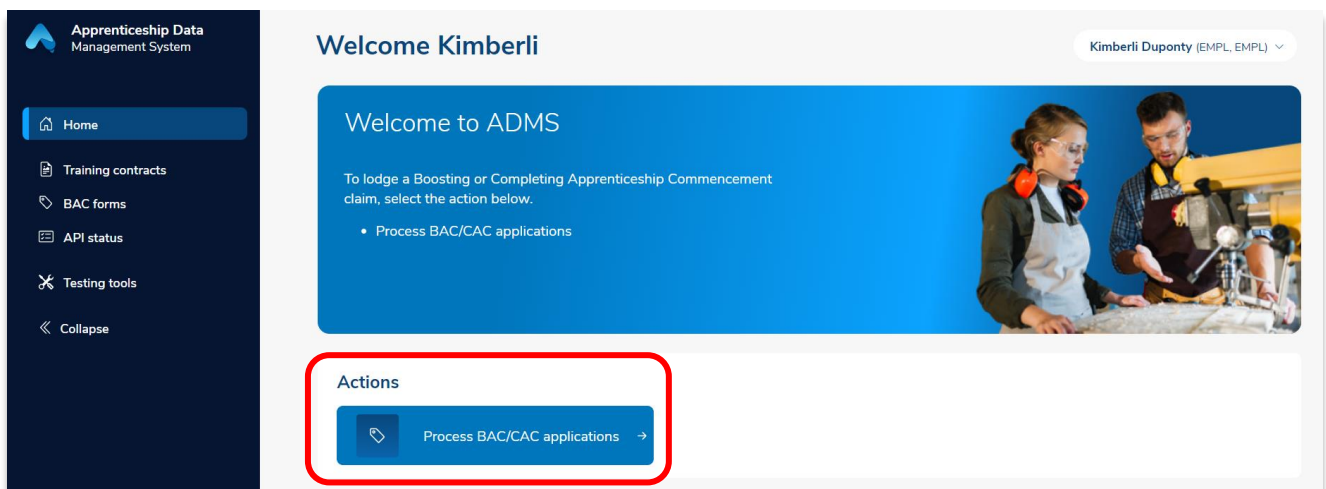 Apprenticeship Data
Management System
Home
Training contracts
BAC forms
API status
Testing tools
Collapse
Welcome Kimberli
Kimberli Duponty (EMPL, EMPL)
Welcome to ADMS
To lodge a Boosting or Completing Apprenticeship Commencement
claim, select the action below.
• Process BAC/CAC applications
Actions
Process BAC/CAC applications →